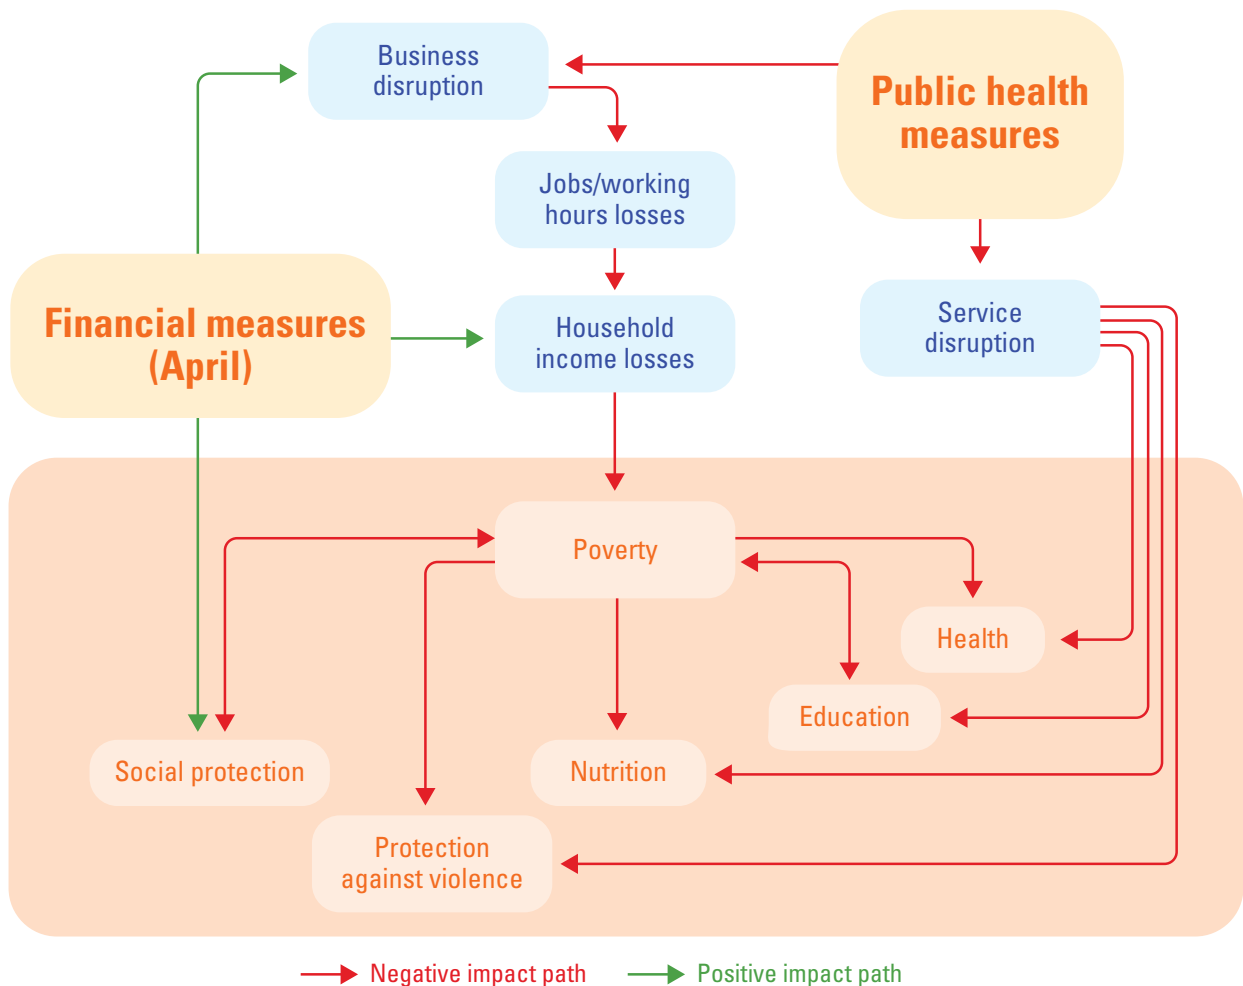 Business
disruption
Public health
measures
Jobs/working
hours losses
Financial measures
(April)
Household
income losses
Service
disruption
Poverty
Health
Education
Social protection
Nutrition
Protection
against violence
Negative impact path
Positive impact path